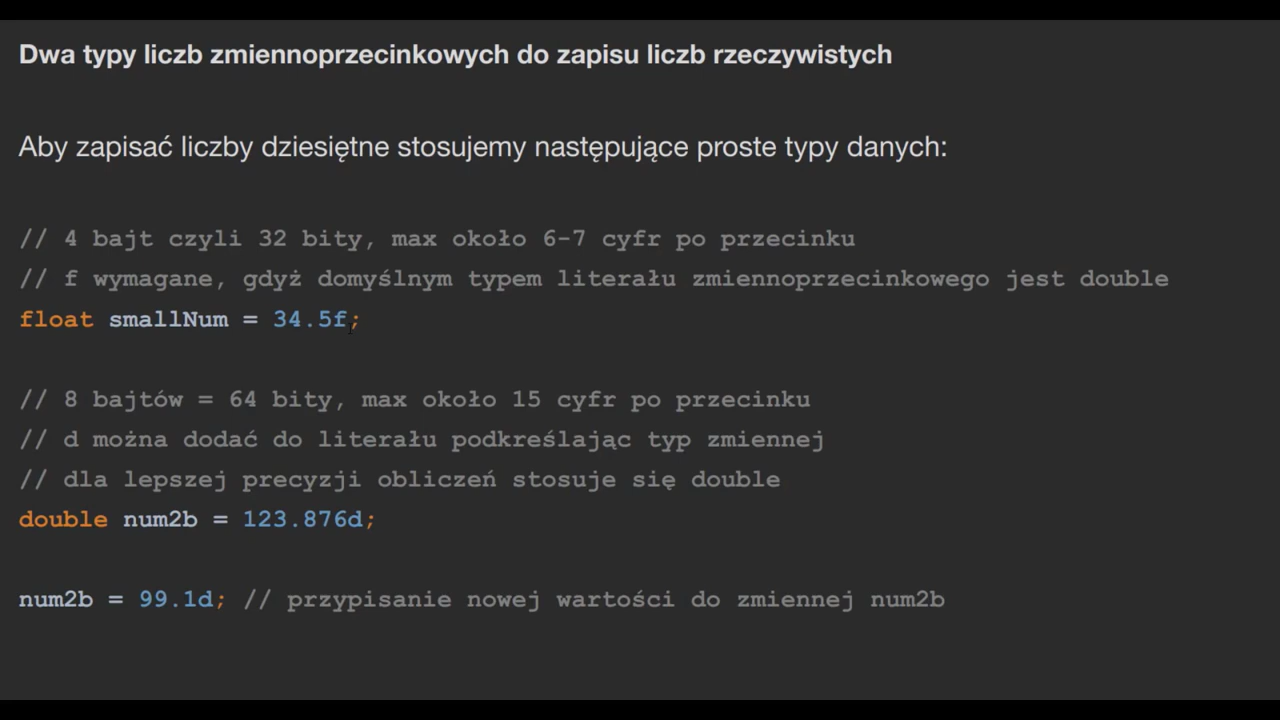 Dwa typy liczb zmiennoprzecinkowych do zapisu liczb rzeczywistych
Aby zapisać liczby dziesiętne stosujemy następujące proste typy danych:
// 4 bajt czyli 32 bity, max około 6-7 cyfr po przecinku
// f wymagane, gdyż domyślnym typem literału zmiennoprzecinkowego jest double
float smallNum = 34.5f;
// 8 bajtów = 64 bity, max około 15 cyfr po przecinku
// d można dodać do literału podkreślając typ zmiennej
// dla lepszej precyzji obliczeń stosuje się double
double num2b = 123.876d;
num2b = 99.1d; // przypisanie nowej wartości do zmiennej num2b